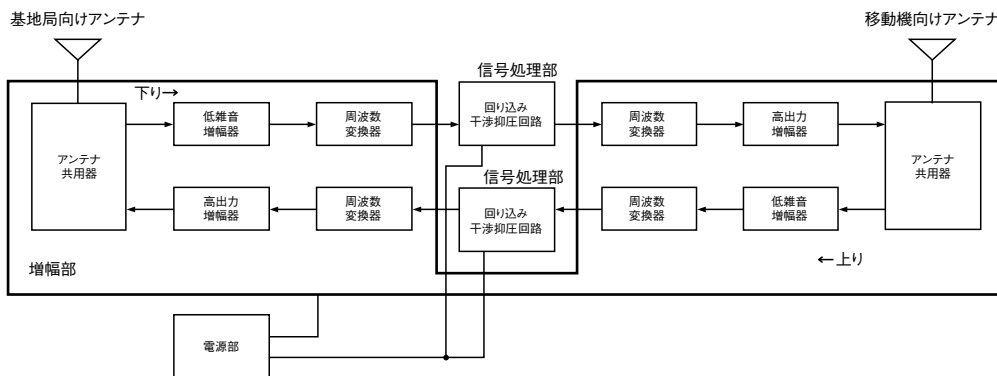 基地局向けアンテナ
移動機向けアンテナ
下り→
信号処理部
アンテナ
共用器
低雑音
増幅器
周波数
変換器
回り込み
干渉抑圧回路
周波数
変換器
高出力
増幅器
アンテナ
共用器
信号処理部
高出力
増幅器
周波数
変換器
回り込み
干渉抑圧回路
周波数
変換器
低雑音
増幅器
増幅部
←上り
電源部